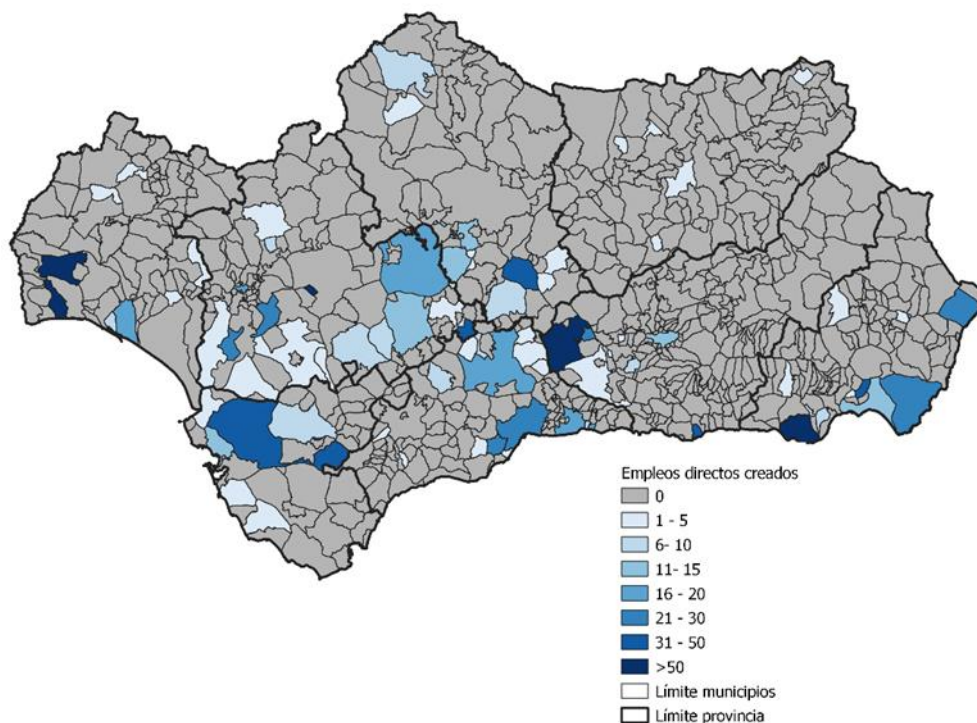 Empleos directos creados
0
1 - 5
6- 10
11- 15
16 - 20
21 - 30
31 - 50
>50
Límite municipios
Límite provincia